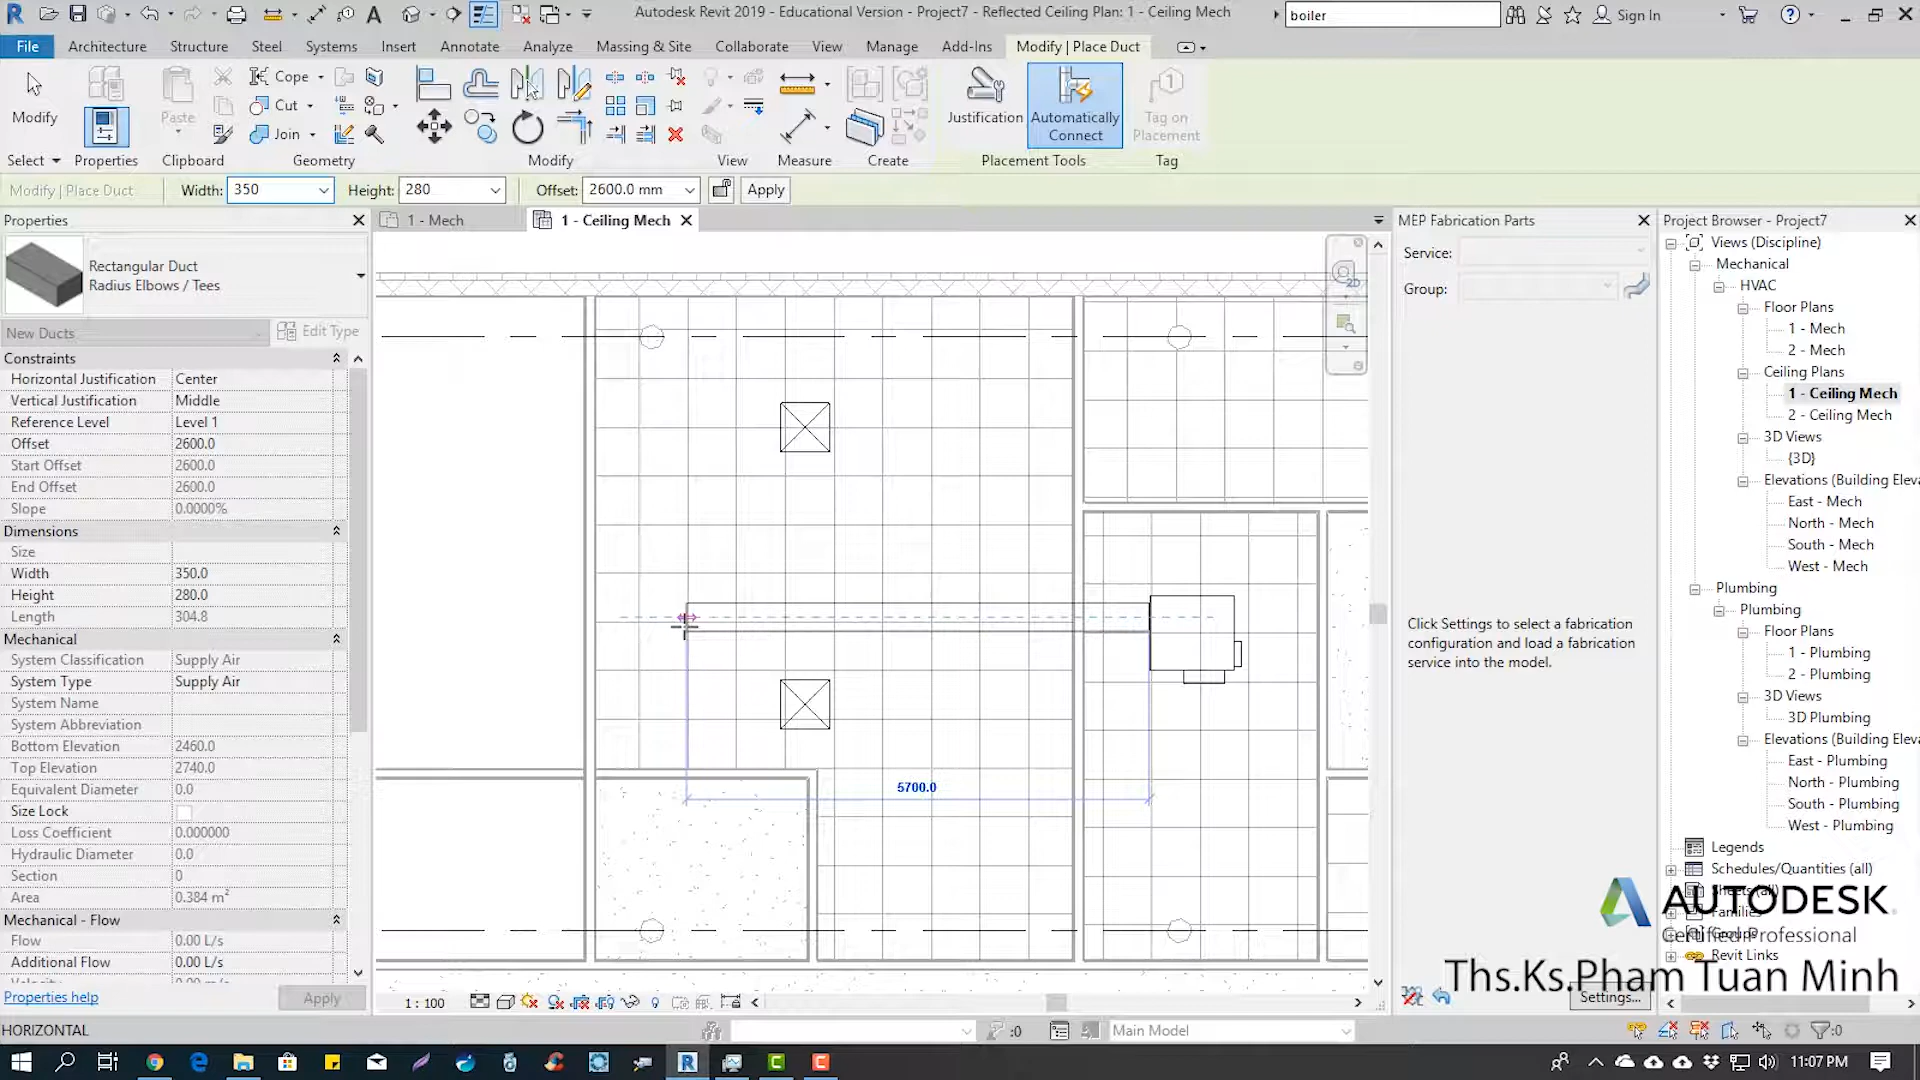 Autodesk Revit 2019 - Educational Version - Project7 - Reflected Ceiling Plan: 1 - Ceiling Mech
boiler
Sign In
File Architecture Structure Steel Systems Insert Annotate Analyze Massing & Site Collaborate View Manage Add-Ins Modify | Place Duct
Cope
Cut
Join
Modify
Paste
Justification
Automatically
Connect
Tag on
Placement
Select Properties Clipboard Geometry Modify View Measure Create Placement Tools Tag
Modify | Place Duct Width: 350 Height: 280 Offset: 2600.0 mm Apply
Properties
1 - Mech
1 - Ceiling Mech
MEP Fabrication Parts
Project Browser - Project7
Rectangular Duct
Radius Elbows / Tees
New Ducts Edit Type
Constraints
Horizontal Justification Center
Vertical Justification Middle
Reference Level Level 1
Offset 2600.0
Start Offset 2600.0
End Offset 2600.0
Slope 0.0000%
Dimensions
Size
Width 350.0
Height 280.0
Length 304.8
Mechanical
System Classification Supply Air
System Type Supply Air
System Name
System Abbreviation
Bottom Elevation 2460.0
Top Elevation 2740.0
Equivalent Diameter 0.0
Size Lock
Loss Coefficient 0.000000
Hydraulic Diameter 0.0
Section 0
Area 0.384 m²
Mechanical - Flow
Flow 0.00 L/s
Additional Flow 0.00 L/s
Properties help Apply
2D
5700.0
1 : 100
Service:
Group:
Click Settings to select a fabrication
configuration and load a fabrication
service into the model.
Settings...
Views (Discipline)
Mechanical
HVAC
Floor Plans
1 - Mech
2 - Mech
Ceiling Plans
1 - Ceiling Mech
2 - Ceiling Mech
3D Views
{3D}
Elevations (Building Eleva
East - Mech
North - Mech
South - Mech
West - Mech
Plumbing
Plumbing
Floor Plans
1 - Plumbing
2 - Plumbing
3D Views
3D Plumbing
Elevations (Building Eleva
East - Plumbing
North - Plumbing
South - Plumbing
West - Plumbing
Legends
Schedules/Quantities (all)
Sheets (all)
Families
Groups
Revit Links
AUTODESK.
Certified Professional
Ths.Ks.Pham Tuan Minh
HORIZONTAL
:0
Main Model
:0
11:07 PM